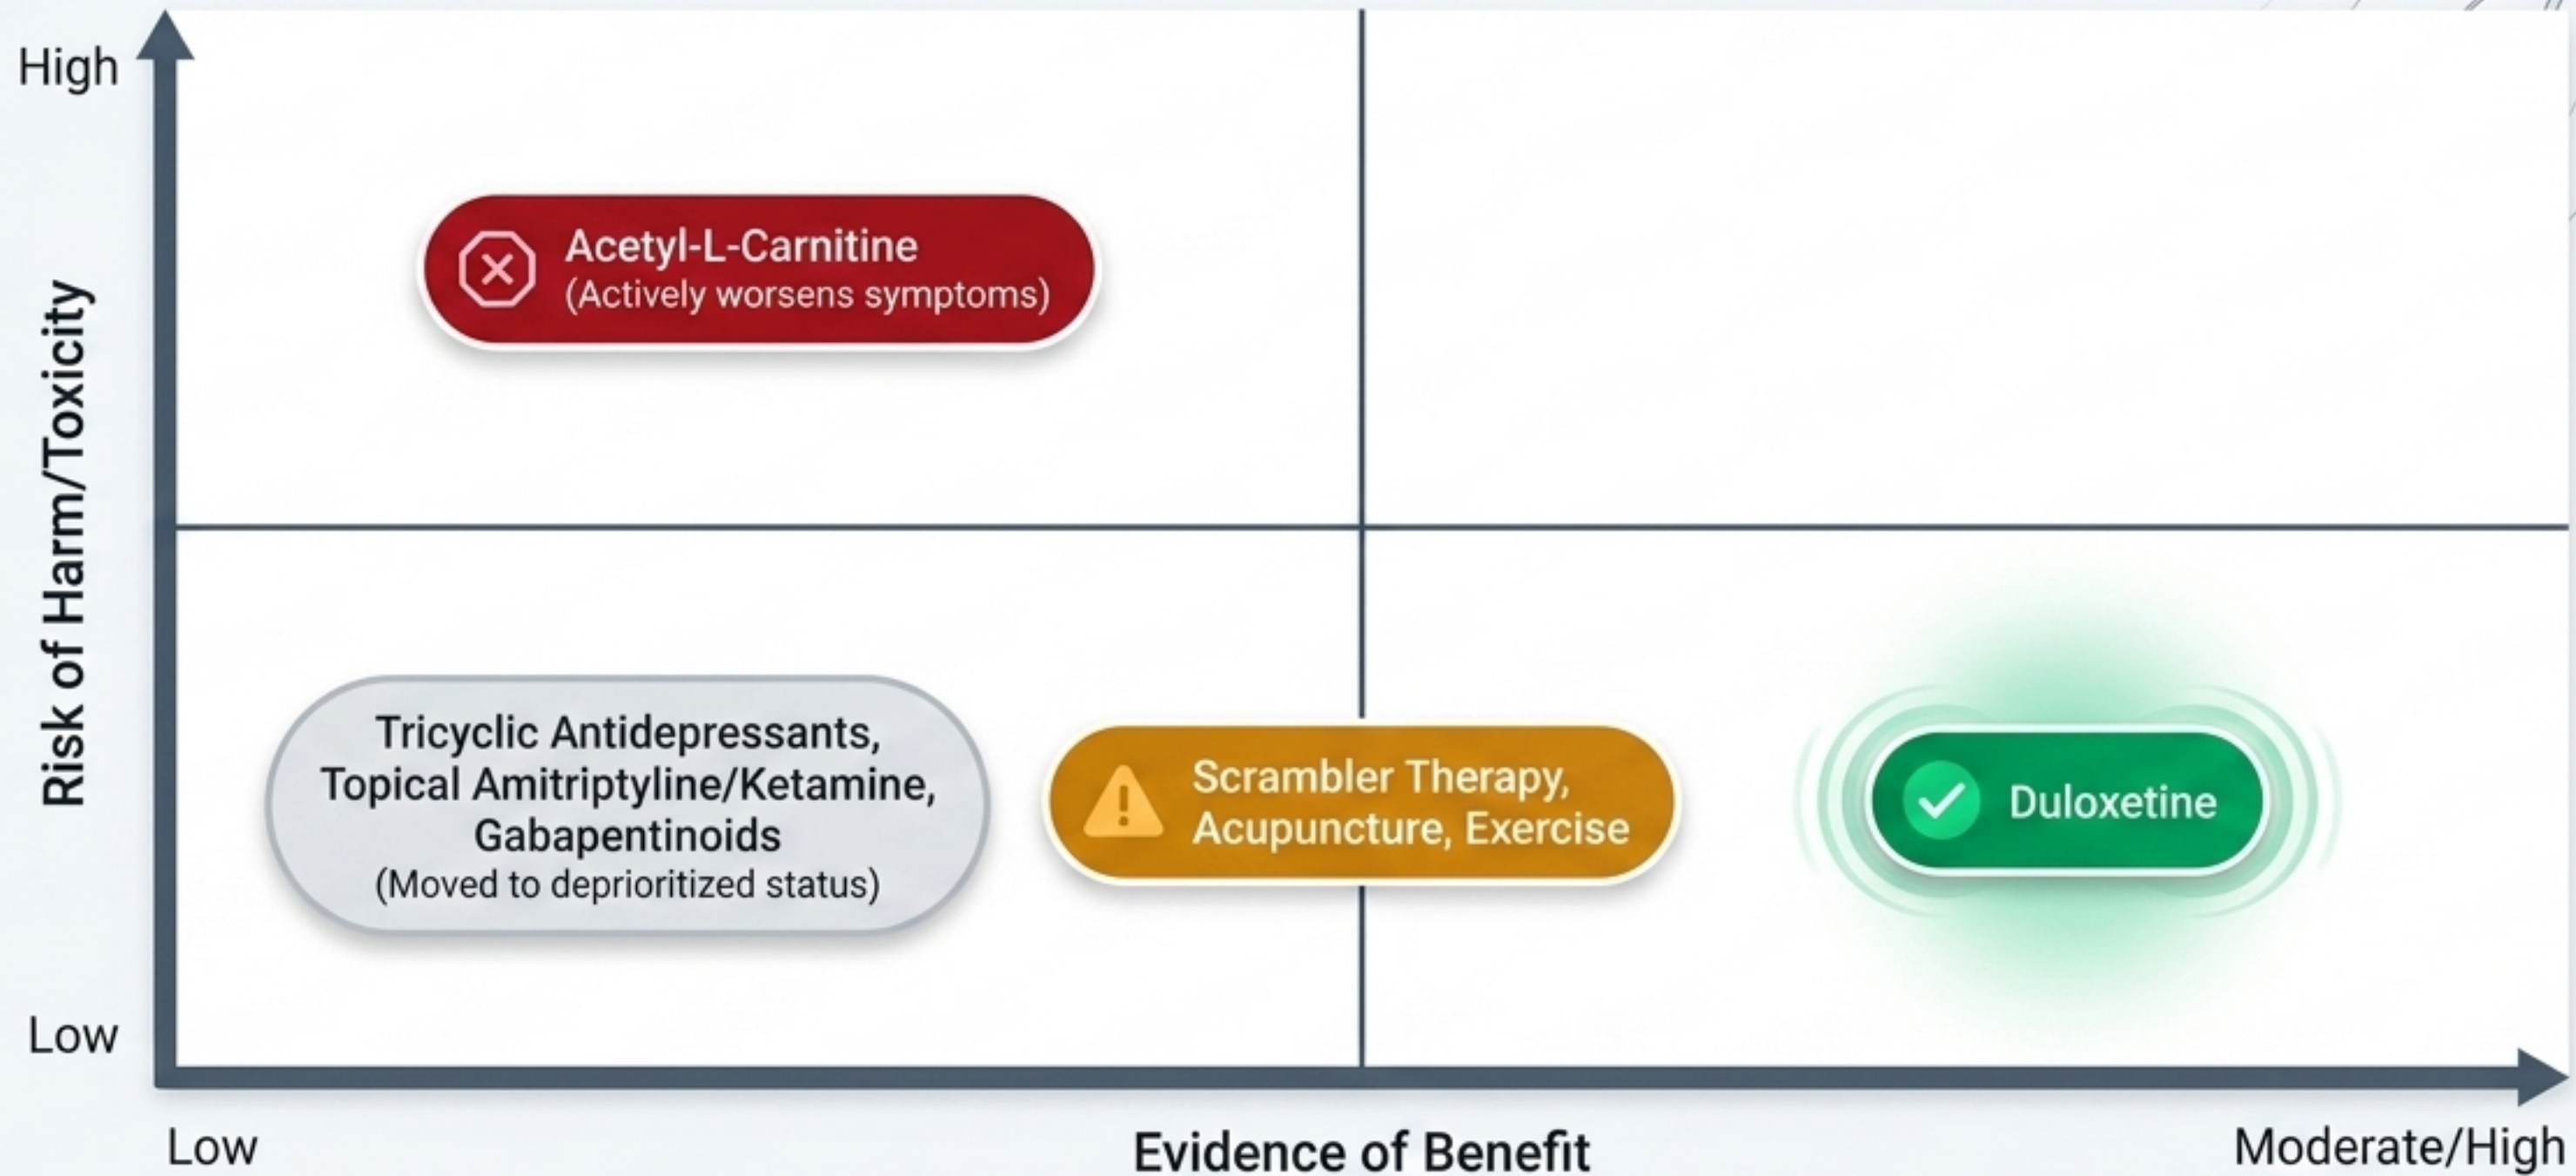 High
Acetyl-L-Carnitine
(Actively worsens symptoms)
Risk of Harm/Toxicity
Tricyclic Antidepressants,
Topical Amitriptyline/Ketamine,
Gabapentinoids
(Moved to deprioritized status)
Scrambler Therapy,
Acupuncture, Exercise
Duloxetine
Low
Low
Evidence of Benefit
Moderate/High